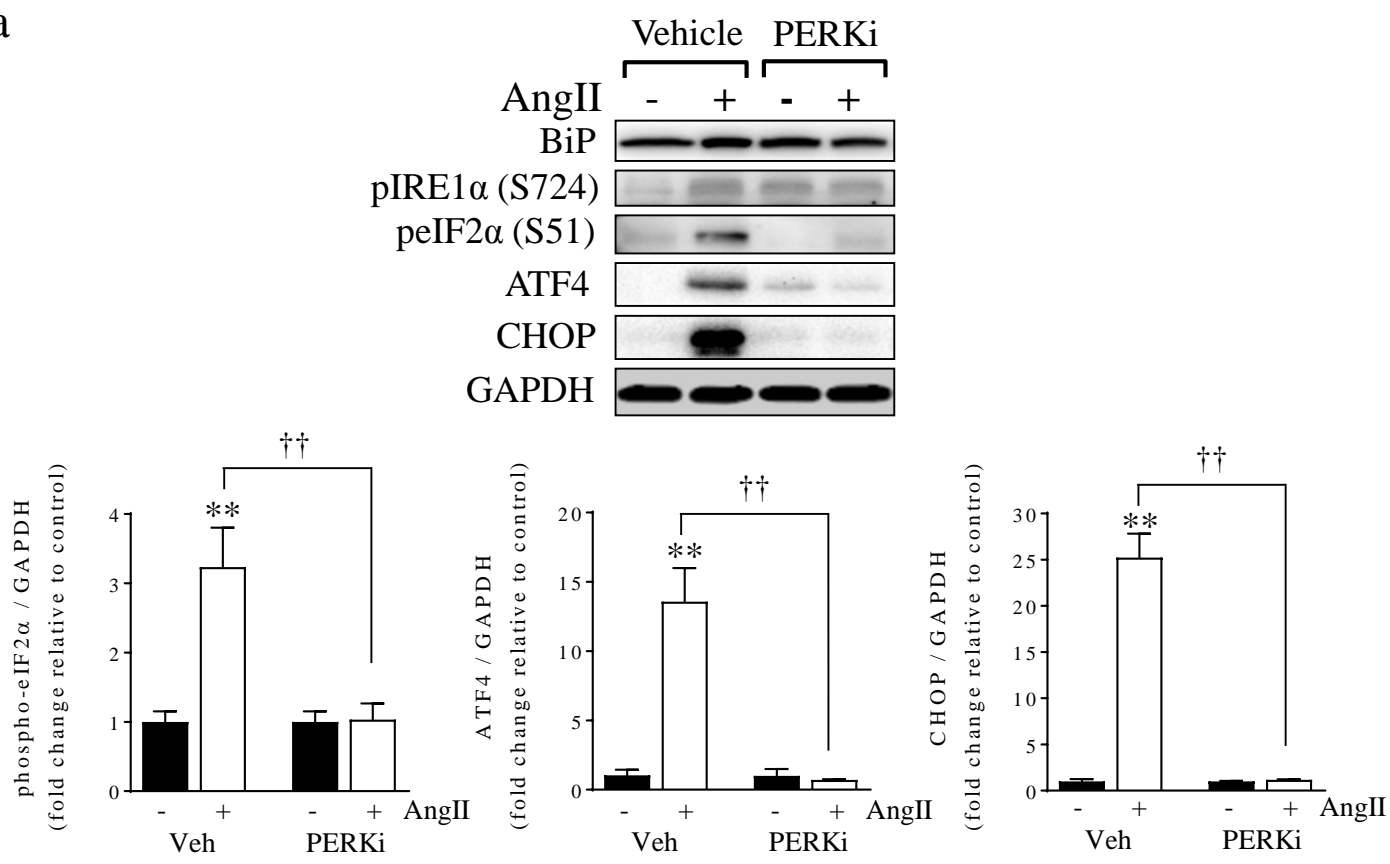 a
Vehicle PERKi
AngII - + - +
BiP
pIRE1α (S724)
peIF2α (S51)
ATF4
CHOP
GAPDH
phospho-eIF2α / GAPDH
(fold change relative to control)
4
3
2
1
0
**
††
- + - + AngII
Veh PERKi
ATF4 / GAPDH
(fold change relative to control)
20
15
10
5
0
**
††
- + - + AngII
Veh PERKi
CHOP / GAPDH
(fold change relative to control)
30
25
20
15
10
5
0
**
††
- + - + AngII
Veh PERKi